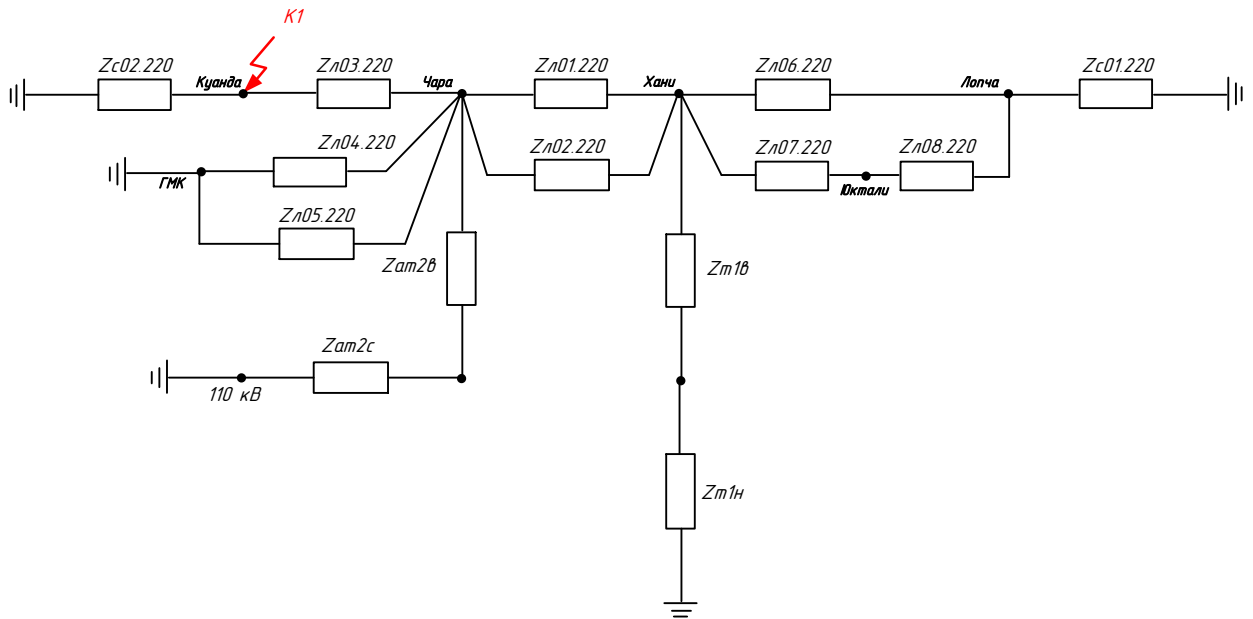 К1
Zс02.220
Куанда
Zл03.220
Чара
Zл01.220
Хани
Zл06.220
Лопча
Zс01.220
Zл04.220
Zл02.220
Zл07.220
Zл08.220
ГМК
Юктали
Zл05.220
Zат2в
Zт1в
Zат2с
110 кВ
Zт1н